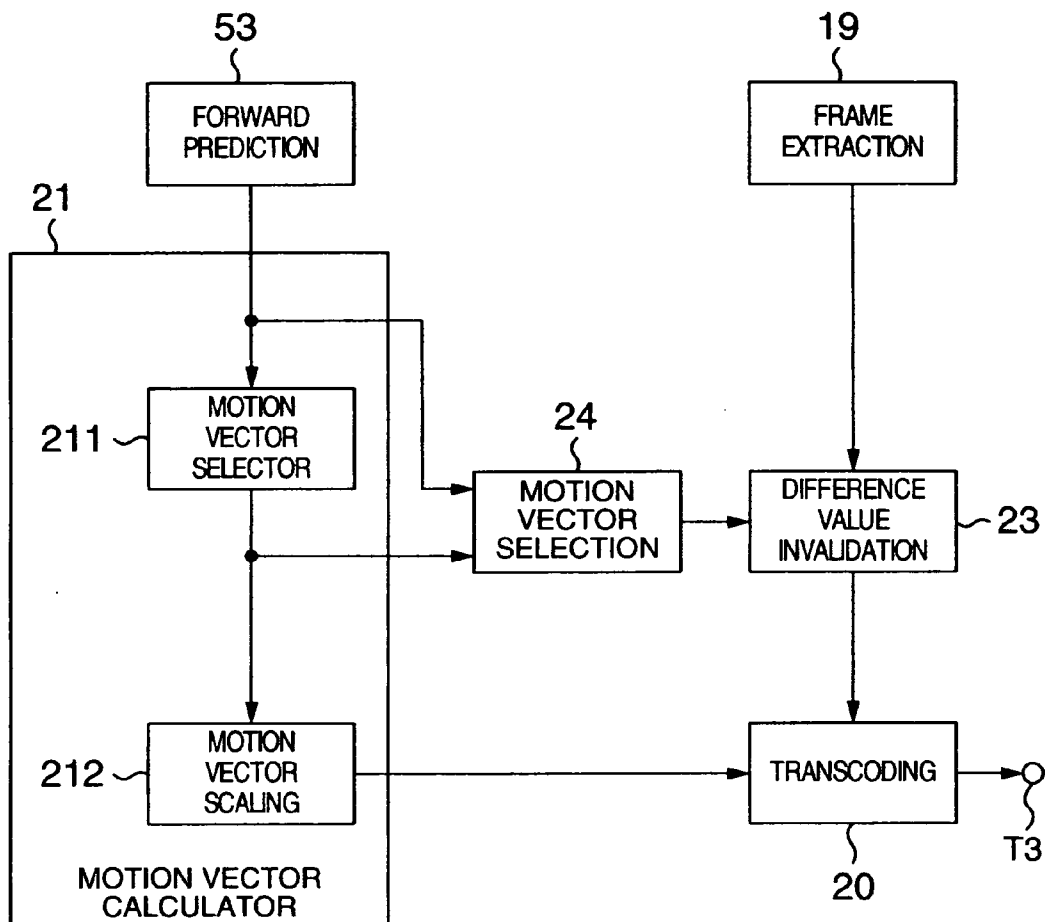 53
19
FORWARD
PREDICTION
FRAME
EXTRACTION
21
211
MOTION
VECTOR
SELECTOR
24
MOTION
VECTOR
SELECTION
DIFFERENCE
VALUE
INVALIDATION
23
212
MOTION
VECTOR
SCALING
TRANSCODING
T3
20
MOTION VECTOR
CALCULATOR